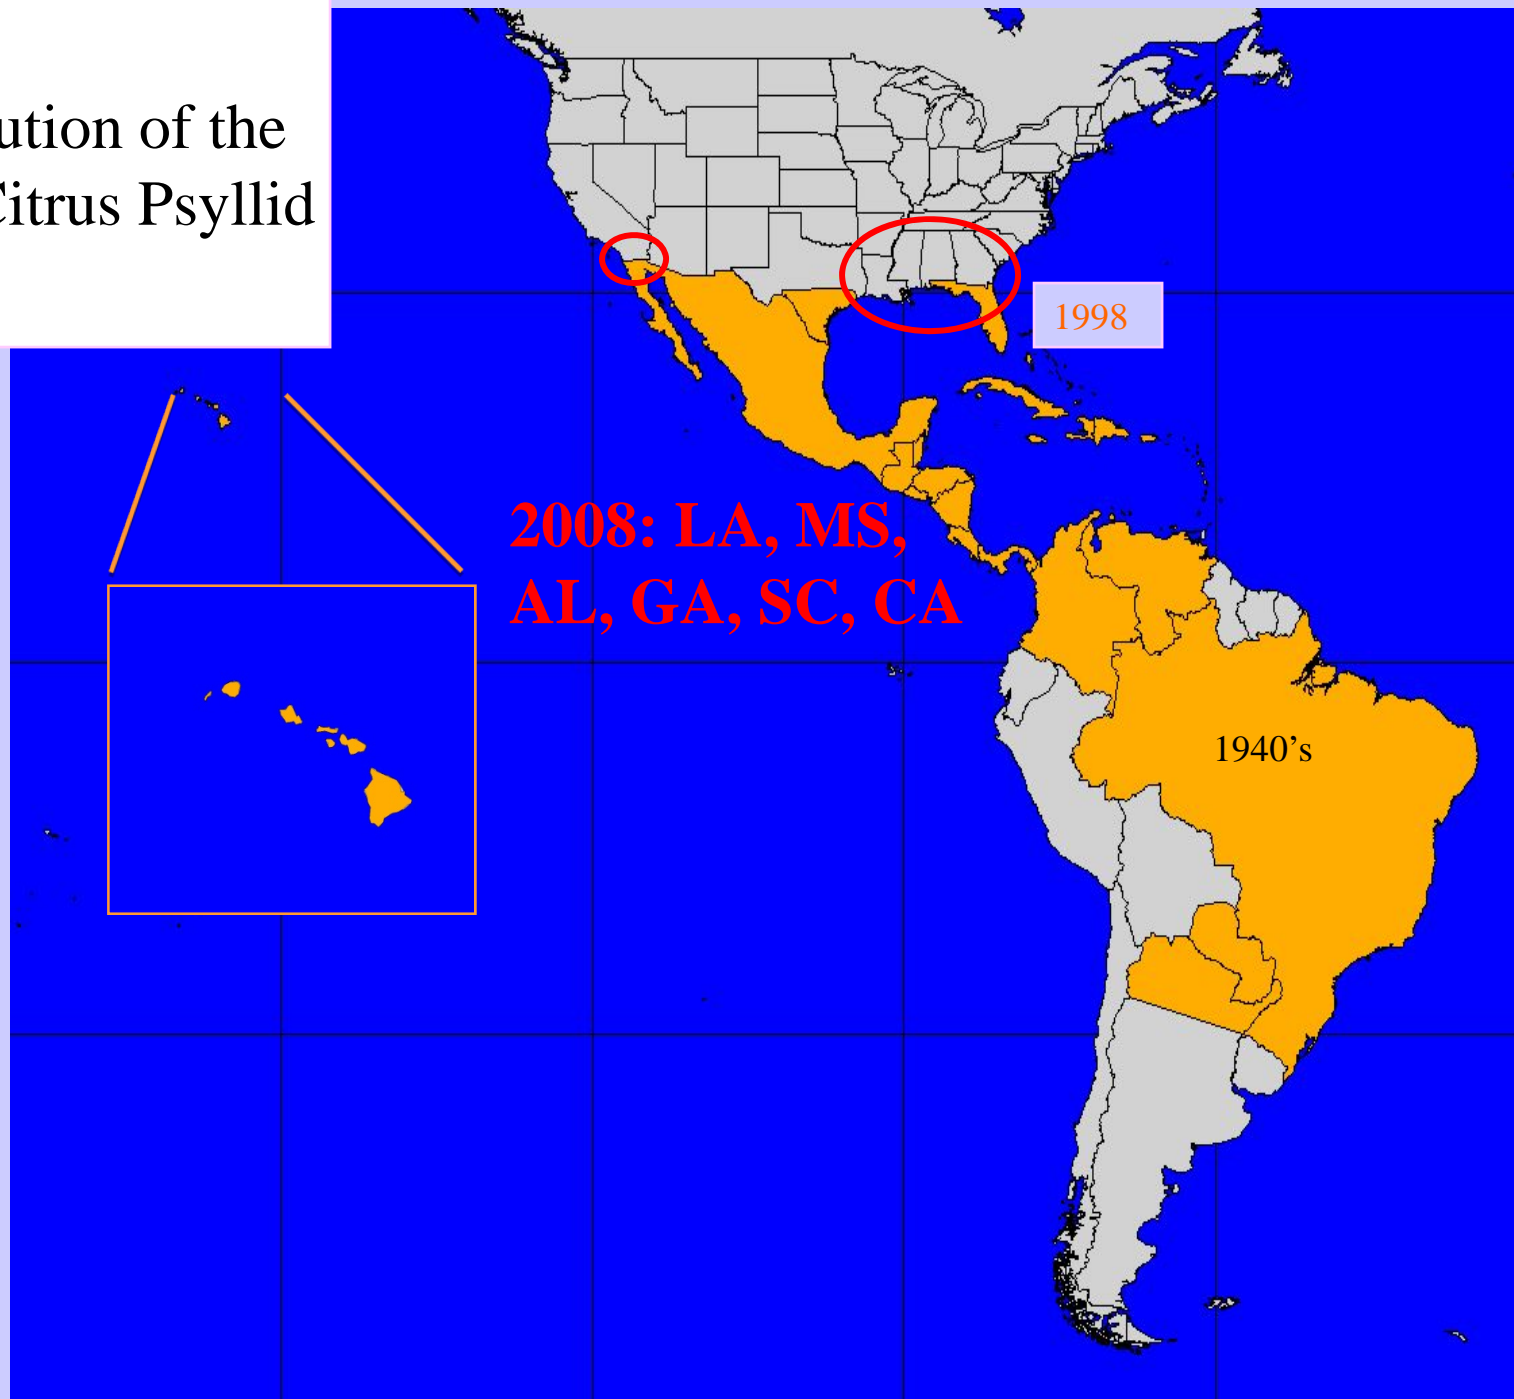 ution of the
Citrus Psyllid
1998
2008: LA, MS,
AL, GA, SC, CA
1940’s